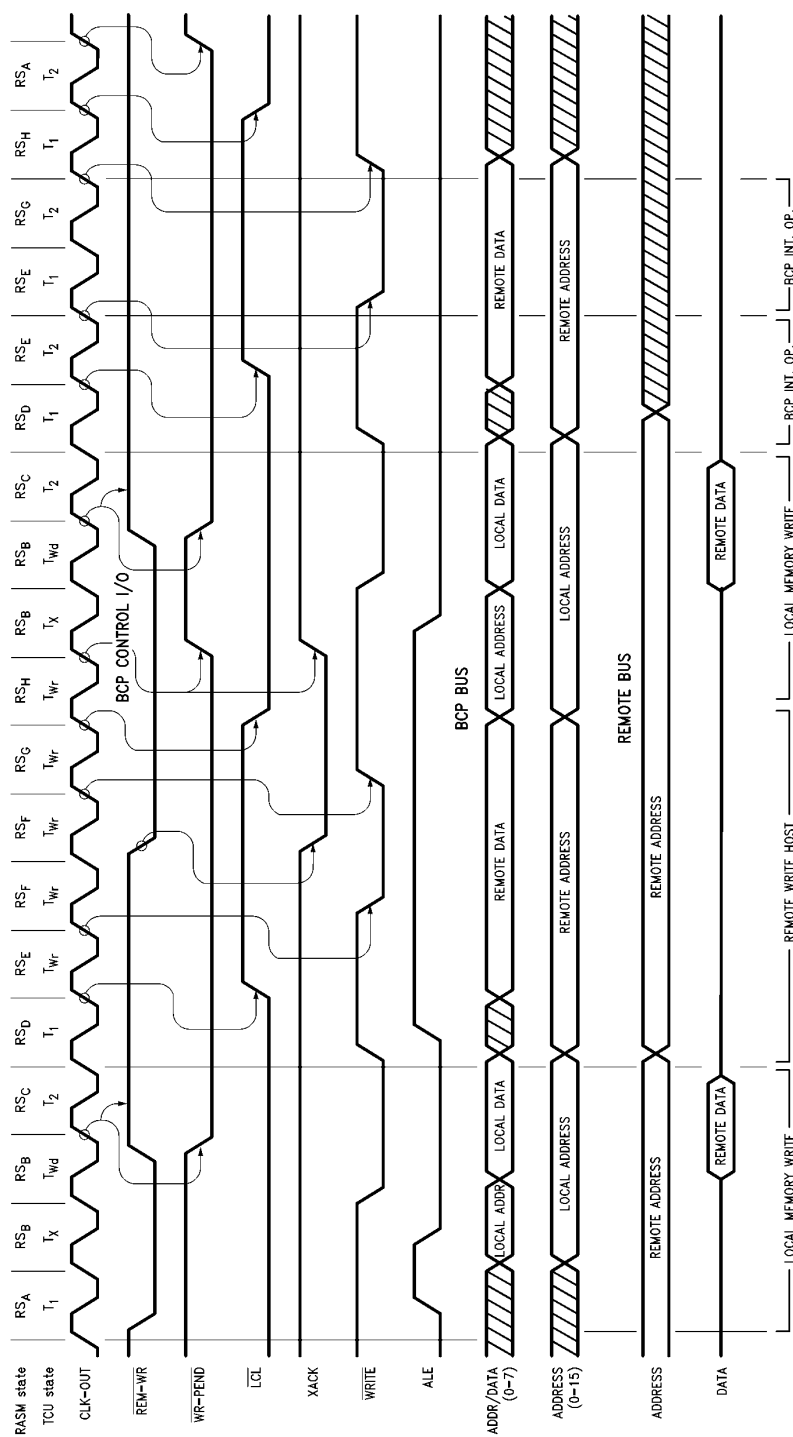 RASM state RSA RSB RSB RSC RSD RSE RSF RSF RSG RSH RSB RSB RSC RSD RSE RSE RSG RSH RSA
TCU state T1 TX TWd T2 T1 TWr TWr TWr TWr TWr TX TWd T2 T1 T2 T1 T2 T1 T2
CLK-OUT
BCP CONTROL I/O
REM-WR
WR-PEND
LCL
XACK
WRITE
ALE
BCP BUS
ADDR/DATA
(0-7)
LOCAL ADDR LOCAL DATA REMOTE DATA LOCAL ADDRESS LOCAL DATA REMOTE DATA
ADDRESS
(0-15)
LOCAL ADDRESS REMOTE ADDRESS LOCAL ADDRESS REMOTE ADDRESS
REMOTE BUS
ADDRESS REMOTE ADDRESS REMOTE ADDRESS
DATA REMOTE DATA REMOTE DATA
LOCAL MEMORY WRITE REMOTE WRITE HOST LOCAL MEMORY WRITE BCP INT. OP. BCP INT. OP.